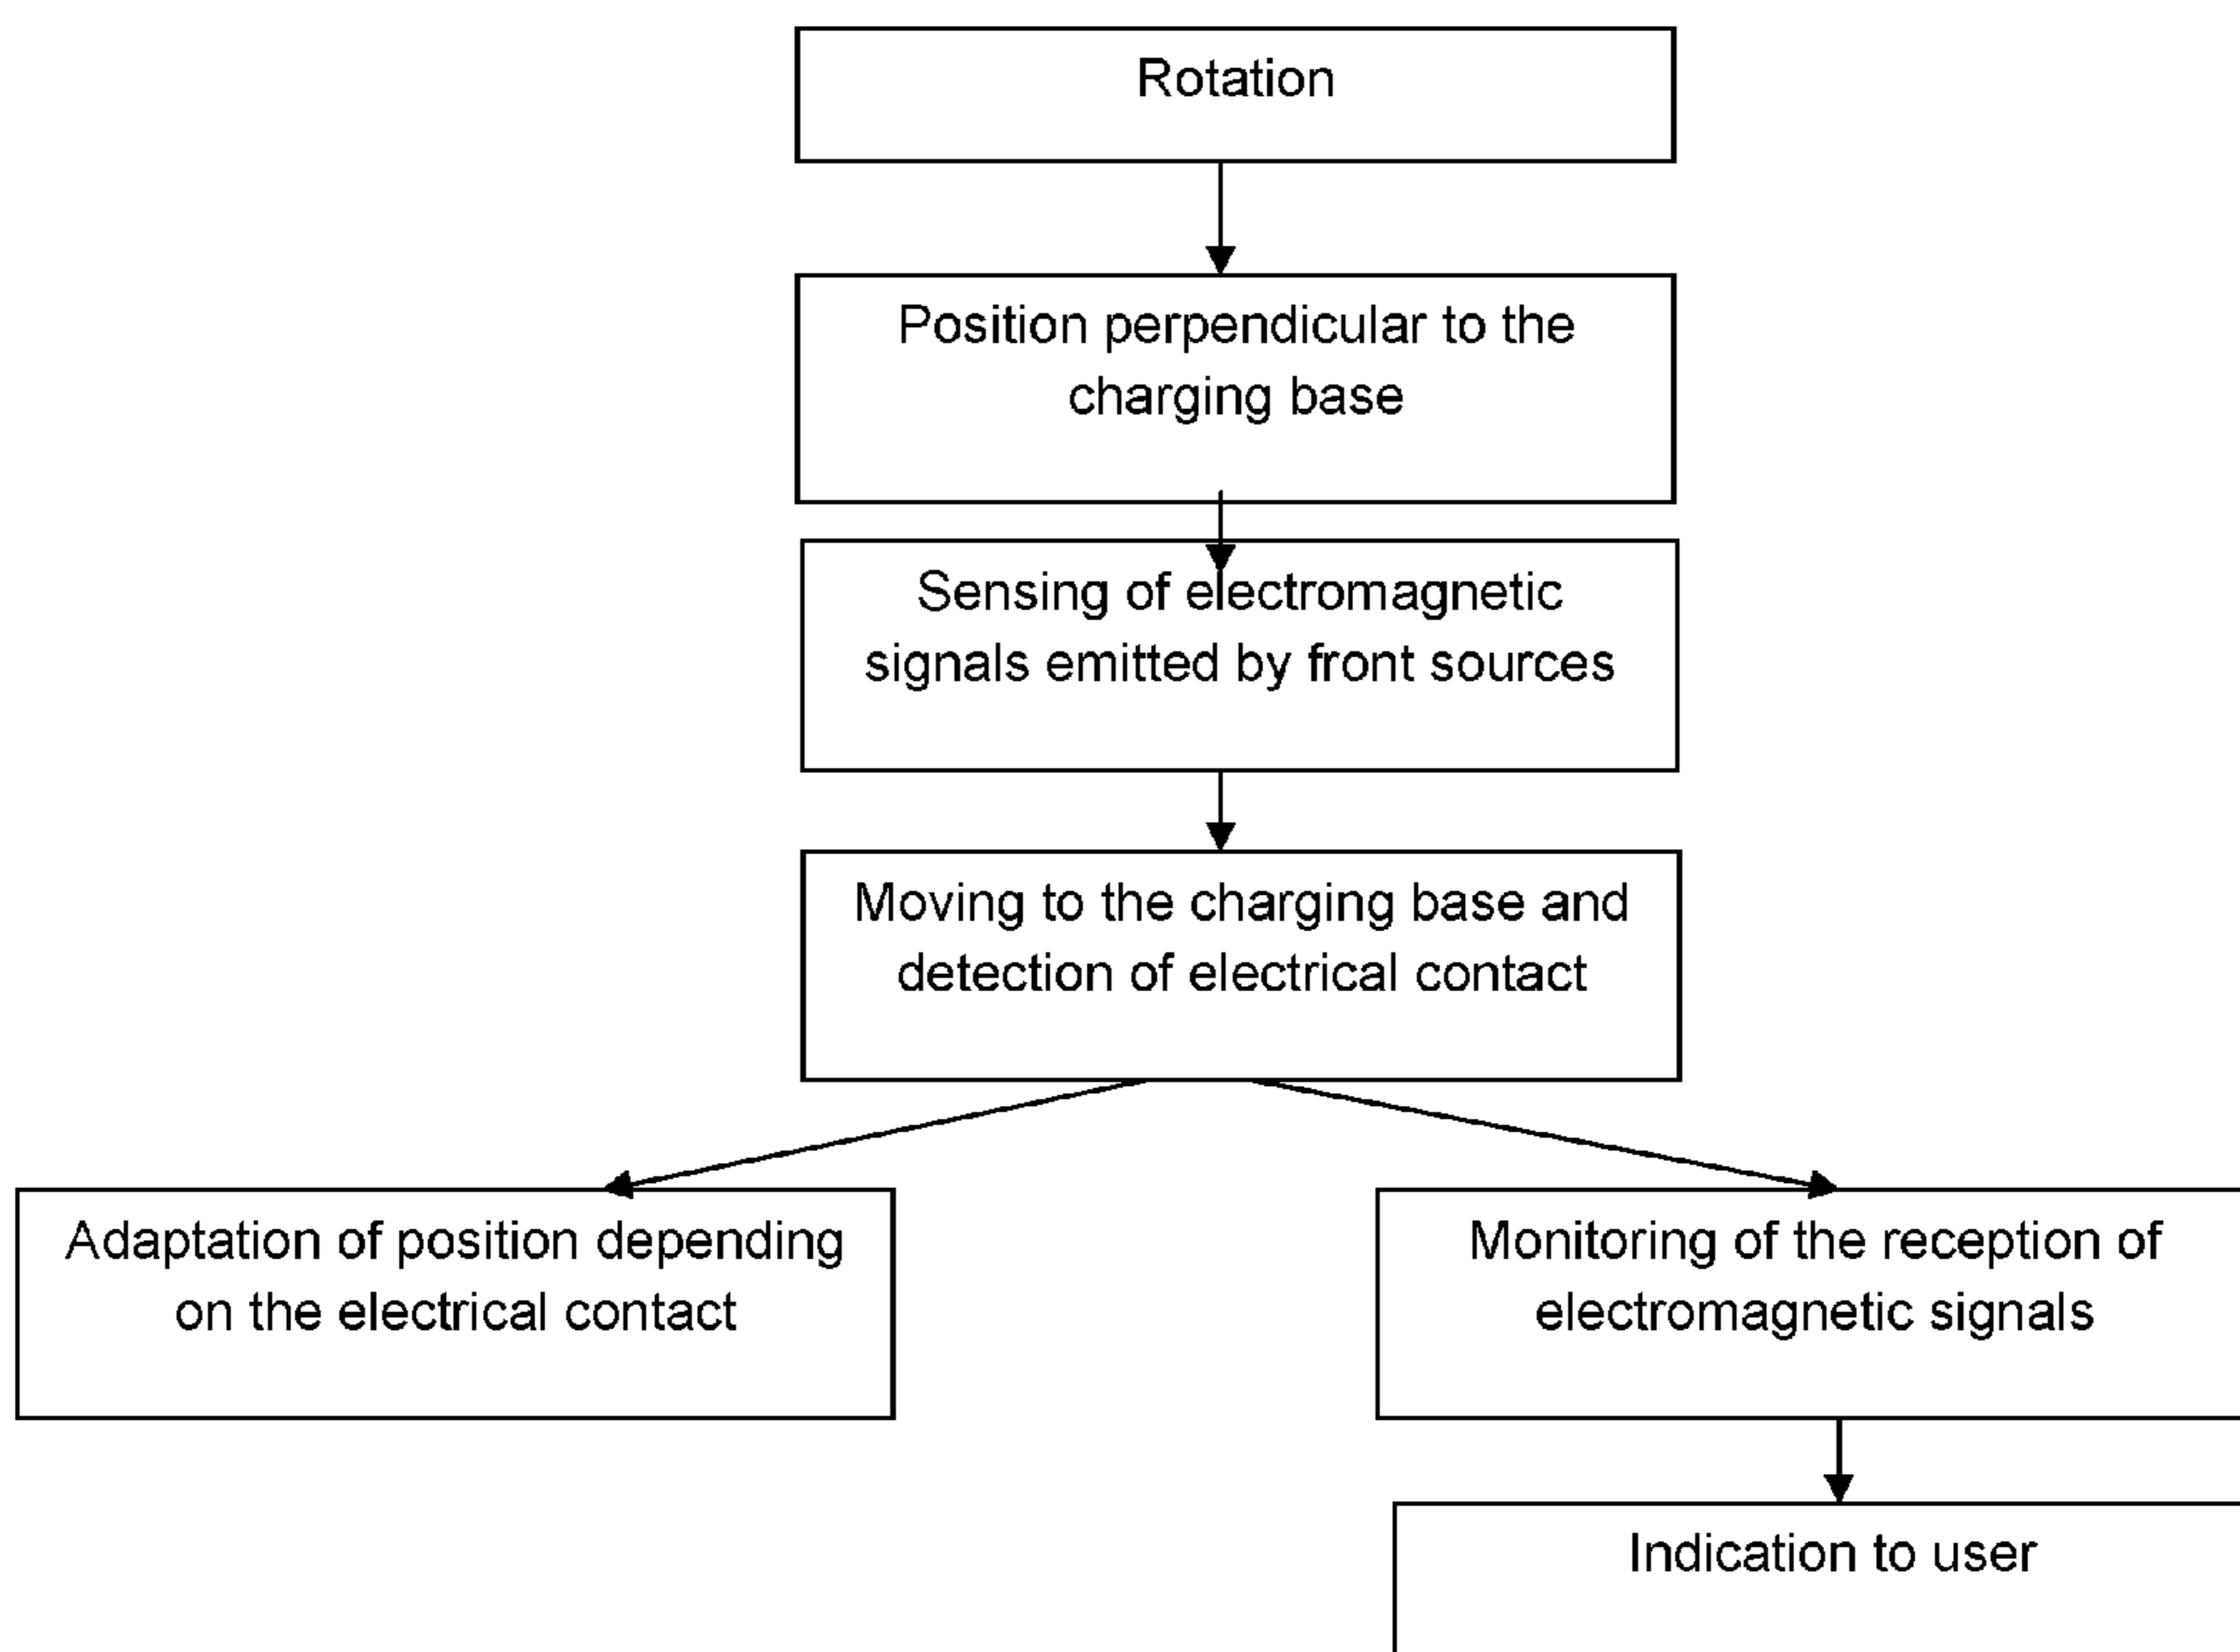 Rotation
Position perpendicular to the
charging base
Sensing of electromagnetic
signals emitted by front sources
Moving to the charging base and
detection of electrical contact
Adaptation of position depending
on the electrical contact
Monitoring of the reception of
electromagnetic signals
Indication to user